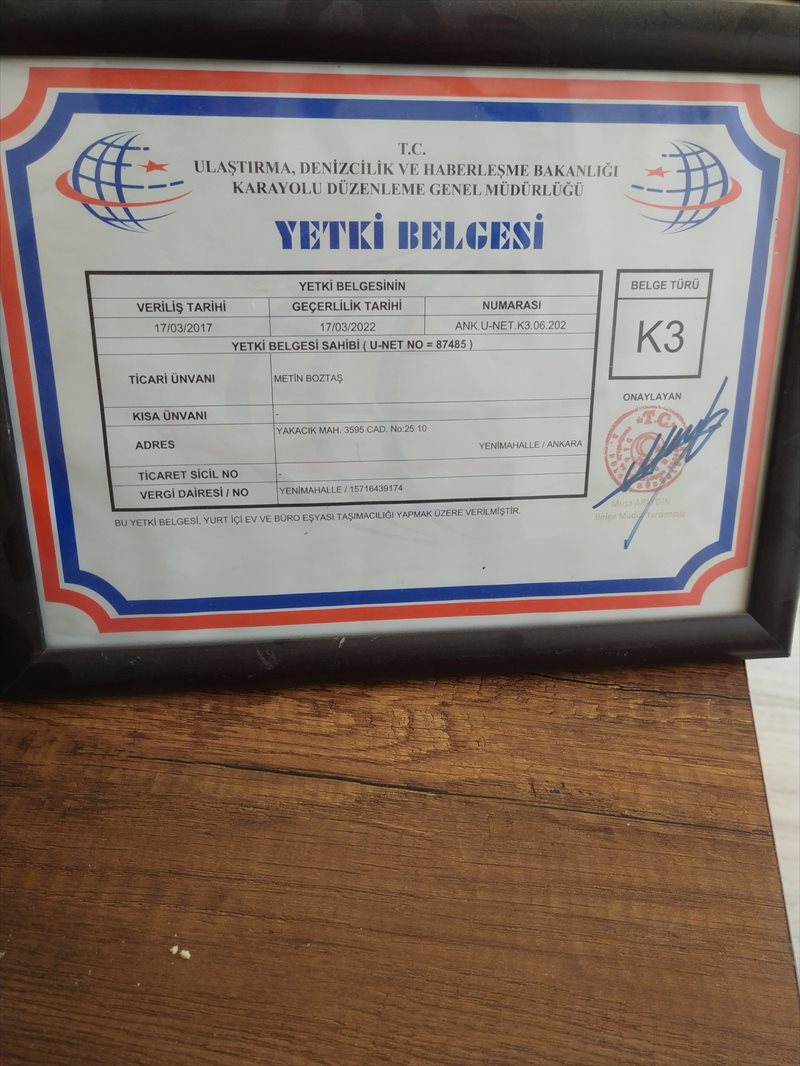 T.C.
ULAŞTIRMA, DENİZCİLİK VE HABERLEŞME BAKANLIĞI
KARAYOLU DÜZENLEME GENEL MÜDÜRLÜĞÜ
YETKİ BELGESİ
YETKİ BELGESİNİN
VERİLİŞ TARİHİ GEÇERLİLİK TARİHİ NUMARASI
17/03/2017 17/03/2022 ANK.U-NET.K3.06.202
YETKİ BELGESİ SAHİBİ ( U-NET NO = 87485 )
TİCARİ ÜNVANI METİN BOZTAŞ
KISA ÜNVANI -
ADRES YAKACIK MAH. 3595 CAD. No:25 10
YENİMAHALLE / ANKARA
TİCARET SİCİL NO -
VERGİ DAİRESİ / NO YENİMAHALLE / 15716439174
BU YETKİ BELGESİ, YURT İÇİ EV VE BÜRO EŞYASI TAŞIMACILIĞI YAPMAK ÜZERE VERİLMİŞTİR.
BELGE TÜRÜ
K3
ONAYLAYAN
T.C.
Musa
Bölge Müdür Yardımcısı